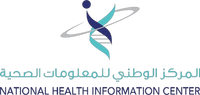 المركز الوطني للمعلومات الصحية
NATIONAL HEALTH INFORMATION CENTER